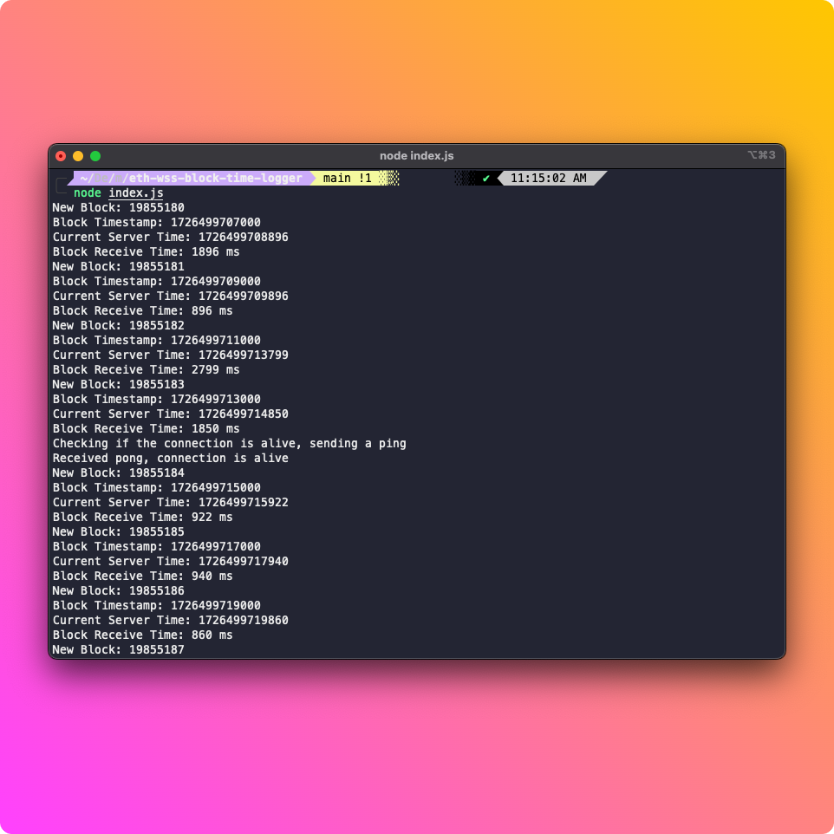 node index.js
⌥⌘3
~/ / /eth-wss-block-time-logger main !1 ✔ 11:15:02 AM
node index.js
New Block: 19855180
Block Timestamp: 1726499707000
Current Server Time: 1726499708896
Block Receive Time: 1896 ms
New Block: 19855181
Block Timestamp: 1726499709000
Current Server Time: 1726499709896
Block Receive Time: 896 ms
New Block: 19855182
Block Timestamp: 1726499711000
Current Server Time: 1726499713799
Block Receive Time: 2799 ms
New Block: 19855183
Block Timestamp: 1726499713000
Current Server Time: 1726499714850
Block Receive Time: 1850 ms
Checking if the connection is alive, sending a ping
Received pong, connection is alive
New Block: 19855184
Block Timestamp: 1726499715000
Current Server Time: 1726499715922
Block Receive Time: 922 ms
New Block: 19855185
Block Timestamp: 1726499717000
Current Server Time: 1726499717940
Block Receive Time: 940 ms
New Block: 19855186
Block Timestamp: 1726499719000
Current Server Time: 1726499719860
Block Receive Time: 860 ms
New Block: 19855187